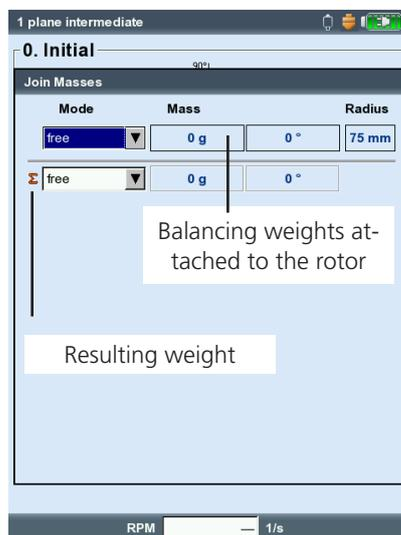 1 plane intermediate
0. Initial
90°
Join Masses
Mode Mass Radius
free 0 g 0 ° 75 mm
Σ free 0 g 0 °
Balancing weights at-
tached to the rotor
Resulting weight
RPM — 1/s